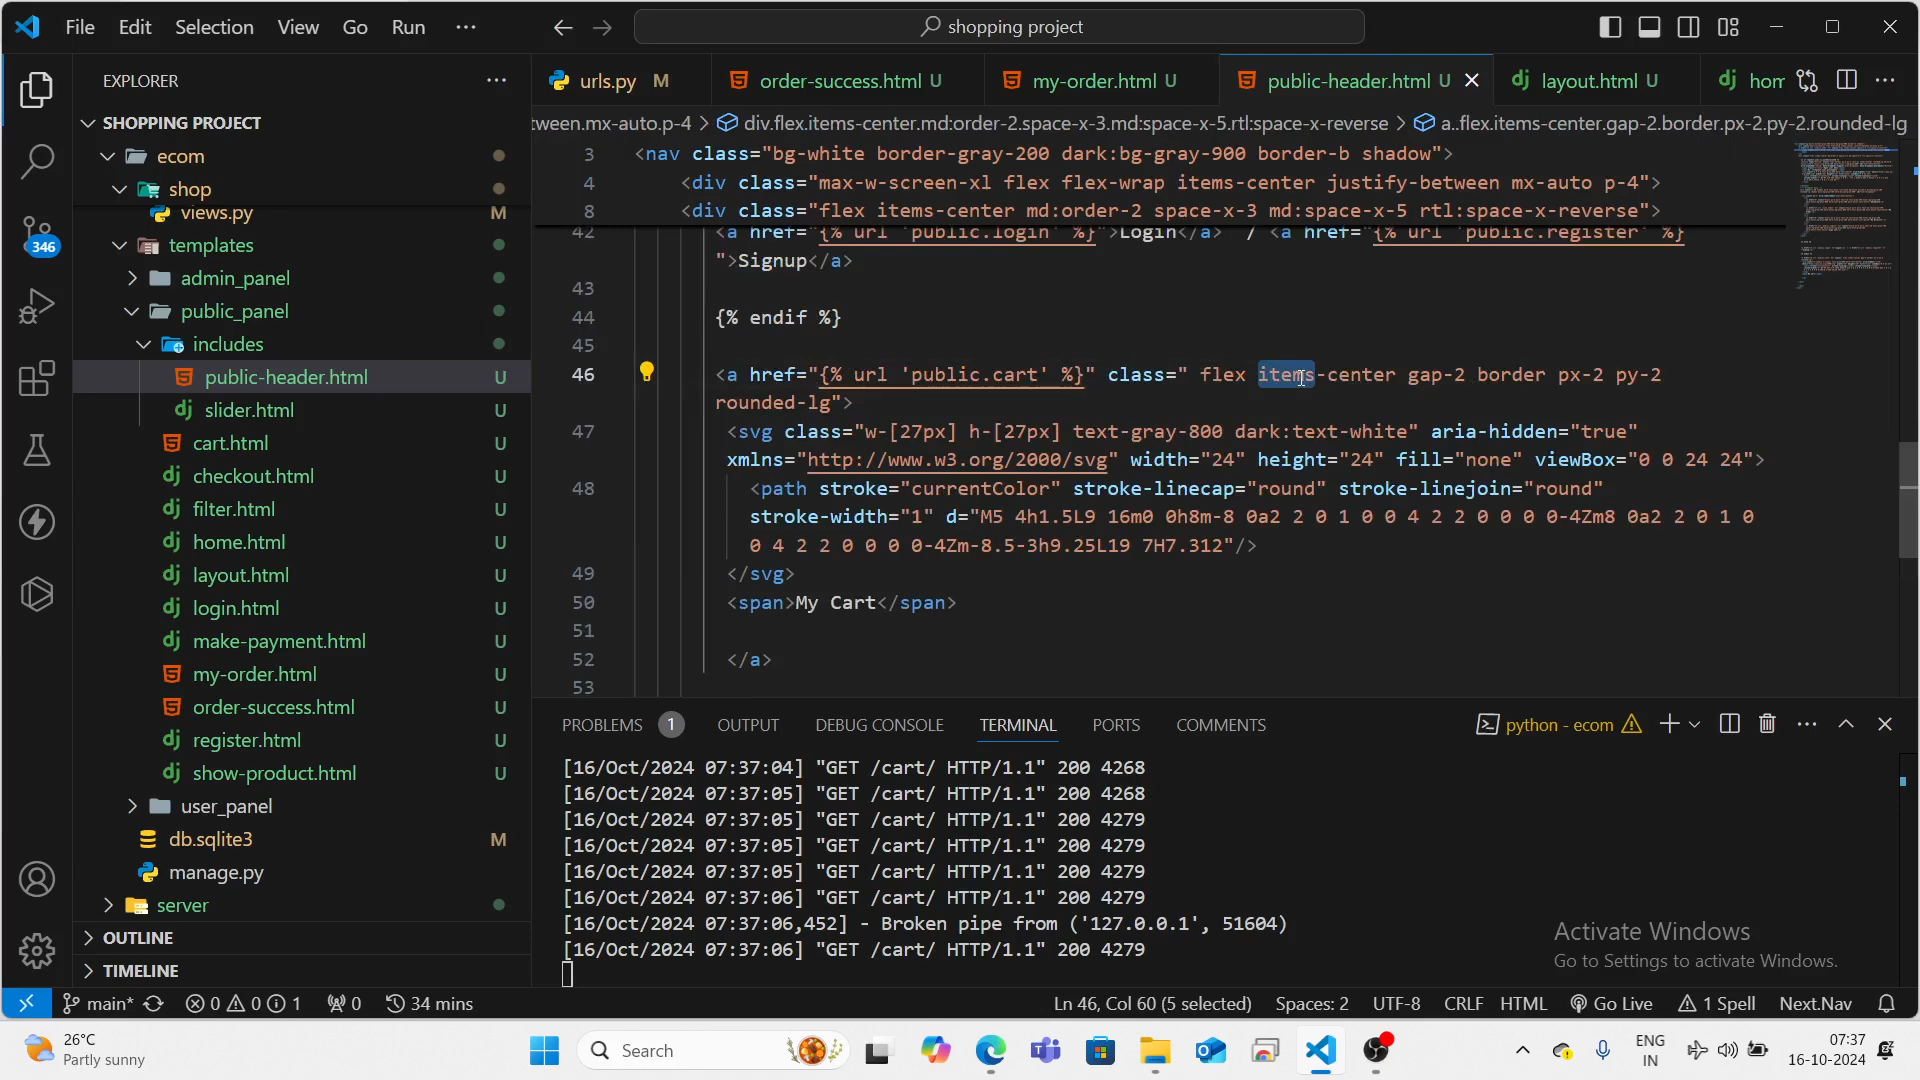 File Edit Selection View Go Run ···
shopping project
EXPLORER
SHOPPING PROJECT
ecom
shop
views.py M
templates
admin_panel
public_panel
includes
public-header.html U
slider.html U
cart.html U
checkout.html U
filter.html U
home.html U
layout.html U
login.html U
make-payment.html U
my-order.html U
order-success.html U
register.html U
show-product.html U
user_panel
db.sqlite3 M
manage.py
server
OUTLINE
TIMELINE
346
urls.py M order-success.html U my-order.html U public-header.html U layout.html U hom
tween.mx-auto.p-4 > div.flex.items-center.md:order-2.space-x-3.md:space-x-5.rtl:space-x-reverse > a..flex.items-center.gap-2.border.px-2.py-2.rounded-lg
3 <nav class="bg-white border-gray-200 dark:bg-gray-900 border-b shadow">
4 <div class="max-w-screen-xl flex flex-wrap items-center justify-between mx-auto p-4">
8 <div class="flex items-center md:order-2 space-x-3 md:space-x-5 rtl:space-x-reverse">
42 <a href="{% url 'public.login' %}">Login</a> / <a href="{% url 'public.register' %}
">Signup</a>
43
44 {% endif %}
45
46 <a href="{% url 'public.cart' %}" class=" flex items-center gap-2 border px-2 py-2
rounded-lg">
47 <svg class="w-[27px] h-[27px] text-gray-800 dark:text-white" aria-hidden="true"
xmlns="http://www.w3.org/2000/svg" width="24" height="24" fill="none" viewBox="0 0 24 24">
48 <path stroke="currentColor" stroke-linecap="round" stroke-linejoin="round"
stroke-width="1" d="M5 4h1.5L9 16m0 0h8m-8 0a2 2 0 1 0 0 4 2 2 0 0 0 0-4Zm8 0a2 2 0 1 0
0 4 2 2 0 0 0 0-4Zm-8.5-3h9.25L19 7H7.312"/>
49 </svg>
50 <span>My Cart</span>
51
52 </a>
53
PROBLEMS 1 OUTPUT DEBUG CONSOLE TERMINAL PORTS COMMENTS
python - ecom
[16/Oct/2024 07:37:04] "GET /cart/ HTTP/1.1" 200 4268
[16/Oct/2024 07:37:05] "GET /cart/ HTTP/1.1" 200 4268
[16/Oct/2024 07:37:05] "GET /cart/ HTTP/1.1" 200 4279
[16/Oct/2024 07:37:05] "GET /cart/ HTTP/1.1" 200 4279
[16/Oct/2024 07:37:05] "GET /cart/ HTTP/1.1" 200 4279
[16/Oct/2024 07:37:06] "GET /cart/ HTTP/1.1" 200 4279
[16/Oct/2024 07:37:06,452] - Broken pipe from ('127.0.0.1', 51604)
[16/Oct/2024 07:37:06] "GET /cart/ HTTP/1.1" 200 4279
Activate Windows
Go to Settings to activate Windows.
main* 0 0 1 0 34 mins Ln 46, Col 60 (5 selected) Spaces: 2 UTF-8 CRLF HTML Go Live 1 Spell Next.Nav
26°C
Partly sunny
Search
ENG
IN
07:37
16-10-2024